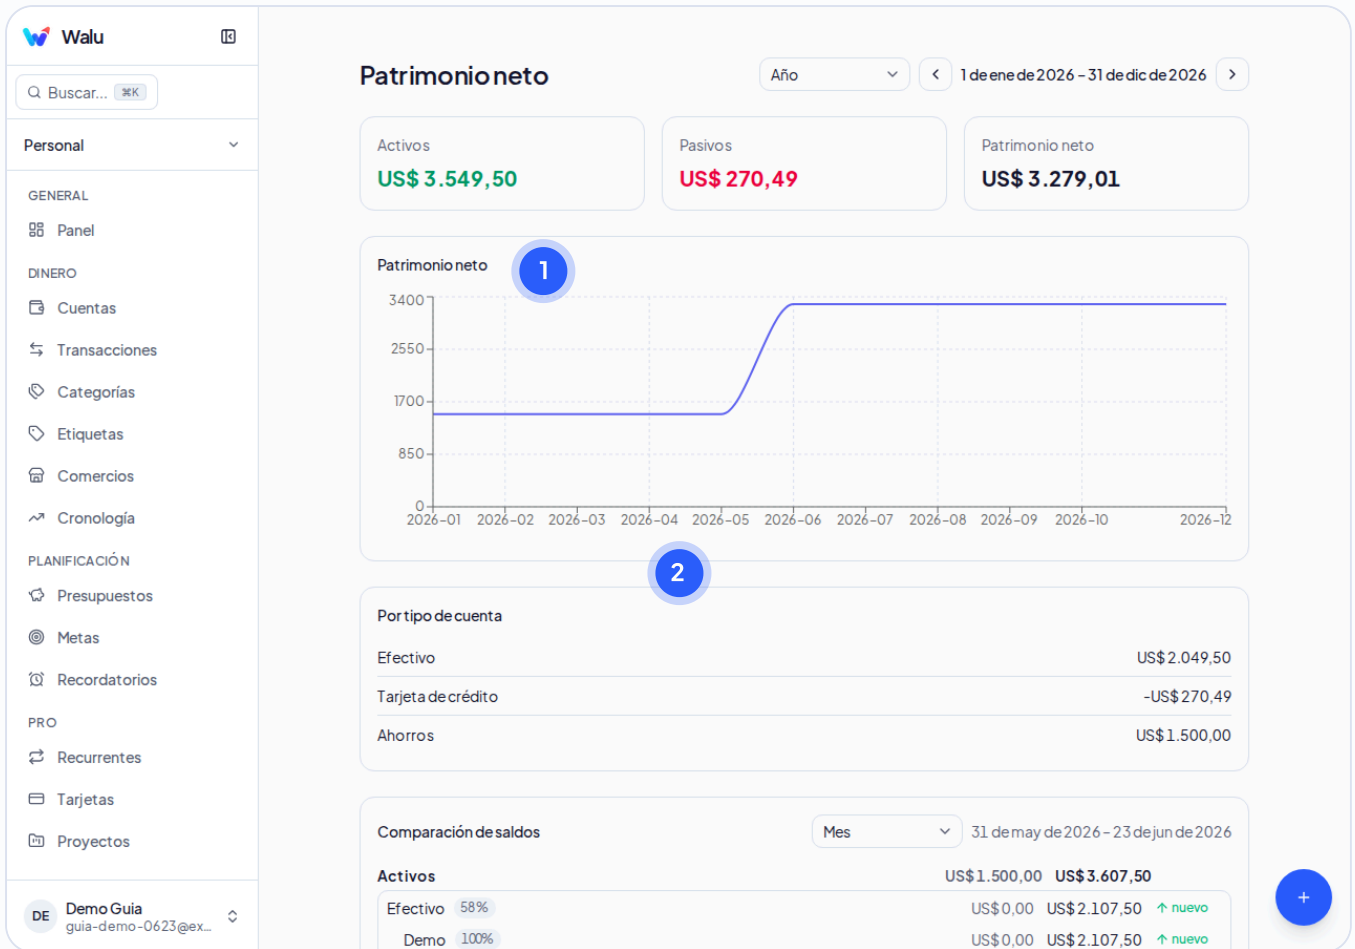 Walu
Buscar... ⌘K
Personal
GENERAL
Panel
DINERO
Cuentas
Transacciones
Categorías
Etiquetas
Comercios
Cronología
PLANIFICACIÓN
Presupuestos
Metas
Recordatorios
PRO
Recurrentes
Tarjetas
Proyectos
DE
Demo Guia
guia-demo-0623@ex...
Patrimonio neto
Año
1 de ene de 2026 – 31 de dic de 2026
Activos
US$ 3.549,50
Pasivos
US$ 270,49
Patrimonio neto
US$ 3.279,01
Patrimonio neto
1
3400
2550
1700
850
0
2026-01 2026-02 2026-03 2026-04 2026-05 2026-06 2026-07 2026-08 2026-09 2026-10 2026-12
2
Por tipo de cuenta
Efectivo US$ 2.049,50
Tarjeta de crédito -US$ 270,49
Ahorros US$ 1.500,00
Comparación de saldos Mes 31 de may de 2026 – 23 de jun de 2026
Activos US$ 1.500,00 US$ 3.607,50
Efectivo 58% US$ 0,00 US$ 2.107,50 ↑ nuevo
Demo 100% US$ 0,00 US$ 2.107,50 ↑ nuevo
+